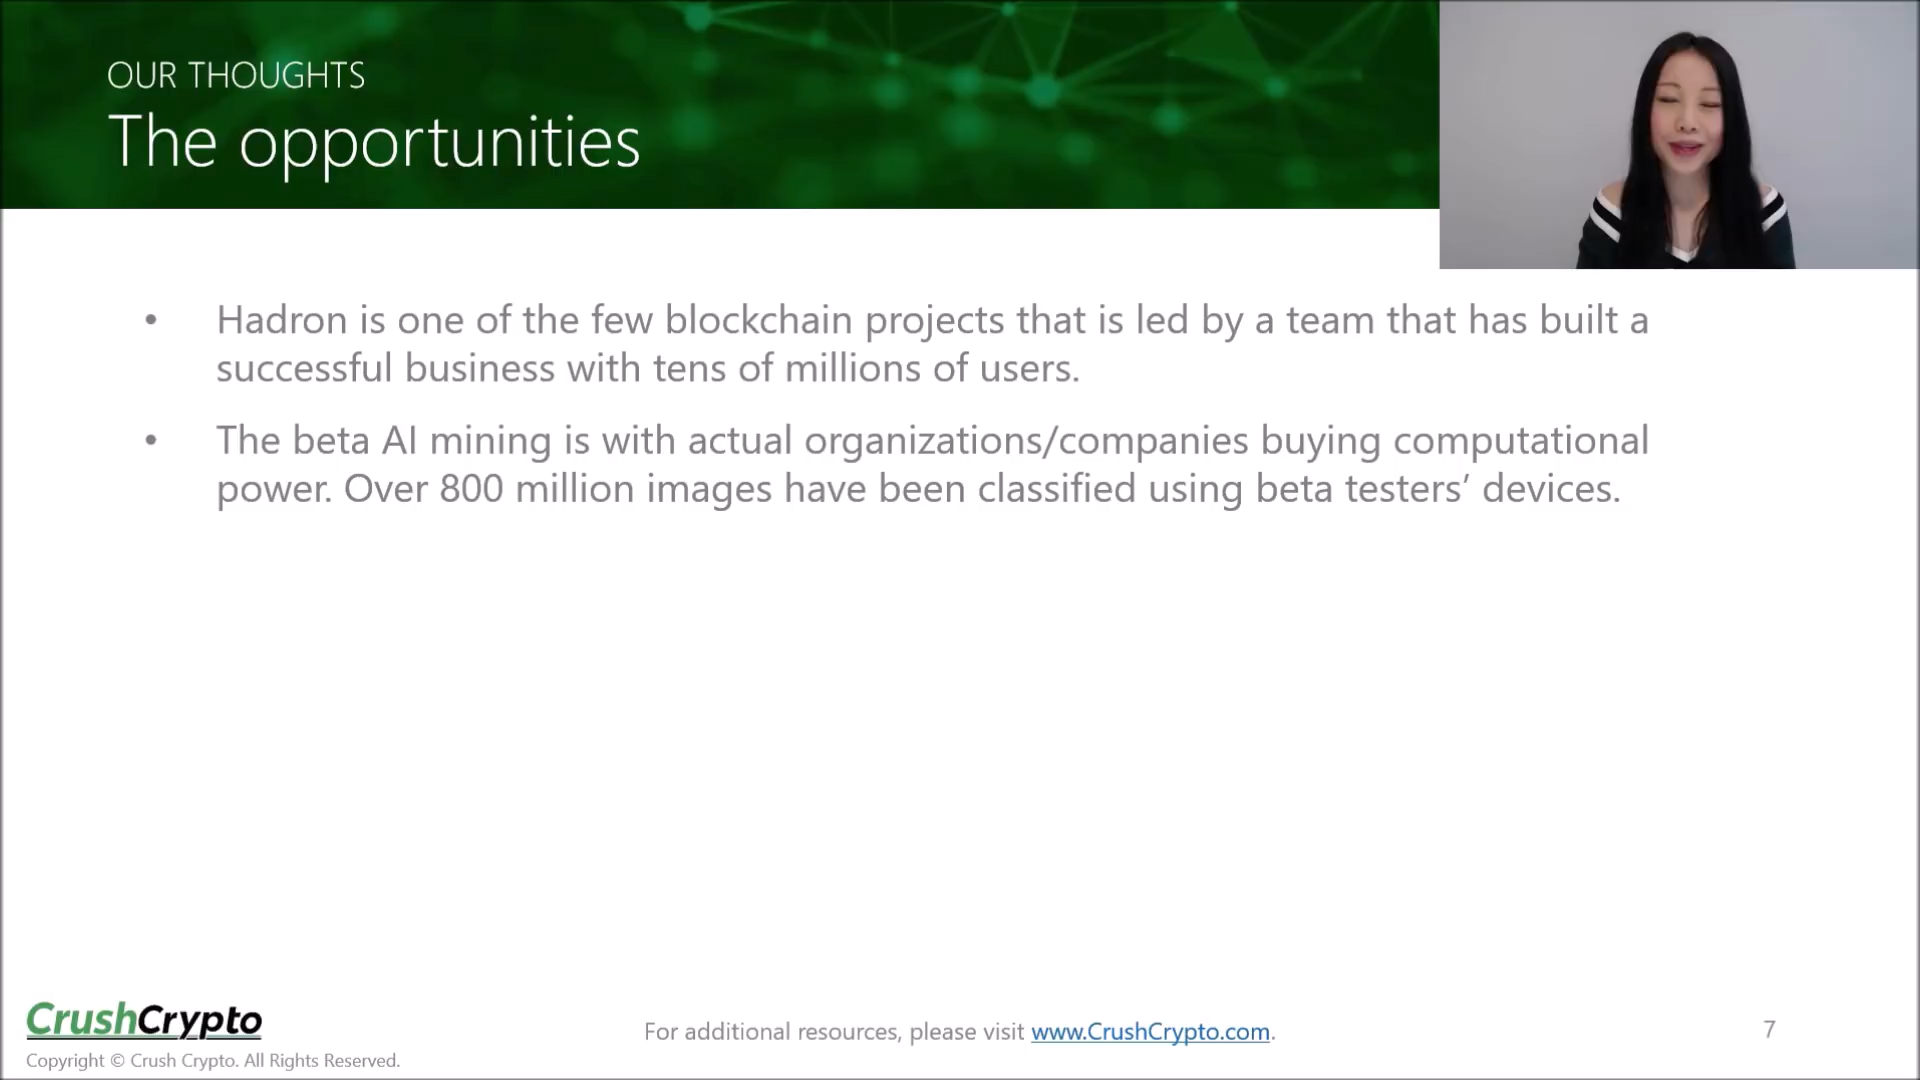 OUR THOUGHTS
The opportunities
• Hadron is one of the few blockchain projects that is led by a team that has built a
successful business with tens of millions of users.
• The beta AI mining is with actual organizations/companies buying computational
power. Over 800 million images have been classified using beta testers’ devices.
CrushCrypto
Copyright © Crush Crypto. All Rights Reserved.
For additional resources, please visit www.CrushCrypto.com.
7